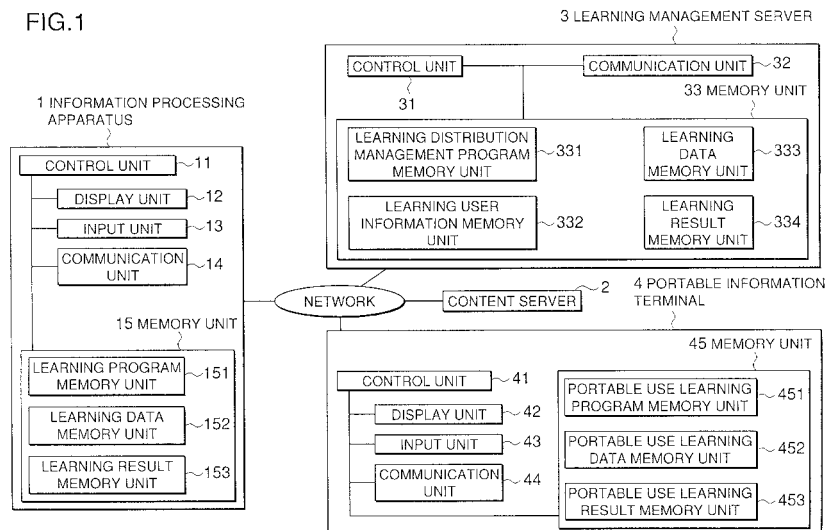 FIG.1
3 LEARNING MANAGEMENT SERVER
CONTROL UNIT
31
COMMUNICATION UNIT
32
33 MEMORY UNIT
LEARNING DISTRIBUTION
MANAGEMENT PROGRAM
MEMORY UNIT
331
LEARNING
DATA
MEMORY UNIT
333
LEARNING USER
INFORMATION MEMORY
UNIT
332
LEARNING
RESULT
MEMORY UNIT
334
1 INFORMATION PROCESSING
APPARATUS
CONTROL UNIT
11
DISPLAY UNIT
12
INPUT UNIT
13
COMMUNICATION
UNIT
14
15 MEMORY UNIT
LEARNING PROGRAM
MEMORY UNIT
151
LEARNING DATA
MEMORY UNIT
152
LEARNING RESULT
MEMORY UNIT
153
NETWORK
CONTENT SERVER
2
4 PORTABLE INFORMATION
TERMINAL
CONTROL UNIT
41
DISPLAY UNIT
42
INPUT UNIT
43
COMMUNICATION
UNIT
44
45 MEMORY UNIT
PORTABLE USE LEARNING
PROGRAM MEMORY UNIT
451
PORTABLE USE LEARNING
DATA MEMORY UNIT
452
PORTABLE USE LEARNING
RESULT MEMORY UNIT
453